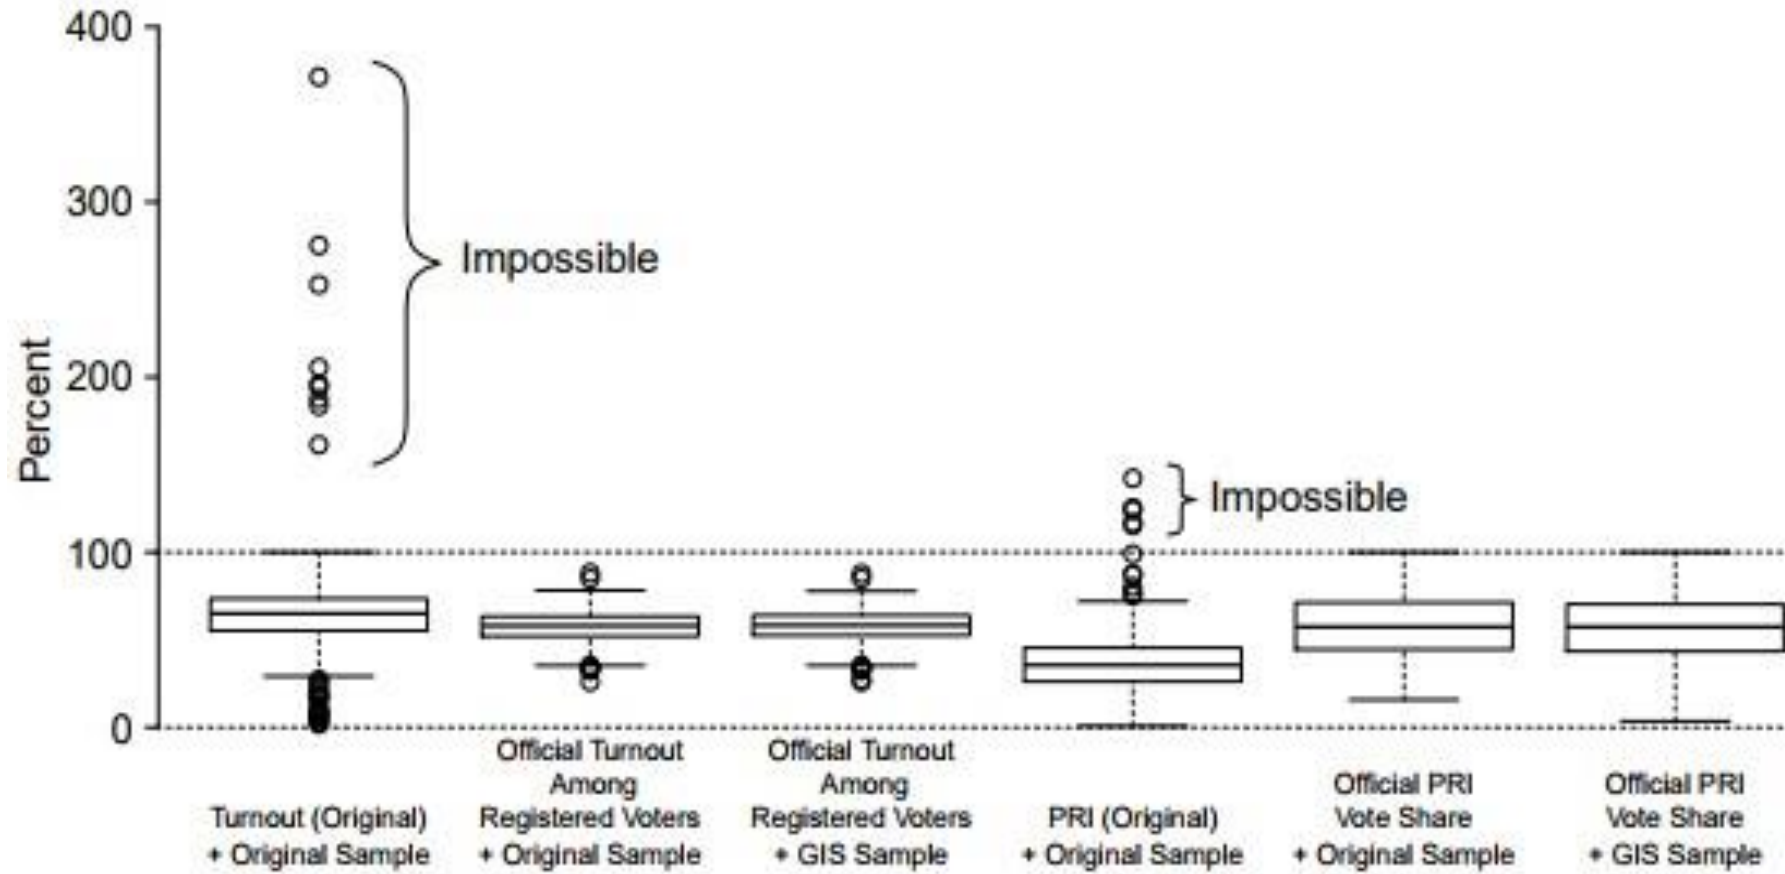 400
300
200
100
0
Percent
Impossible
Impossible
Turnout (Original)
+ Original Sample
Official Turnout
Among
Registered Voters
+ Original Sample
Official Turnout
Among
Registered Voters
+ GIS Sample
PRI (Original)
+ Original Sample
Official PRI
Vote Share
+ Original Sample
Official PRI
Vote Share
+ GIS Sample